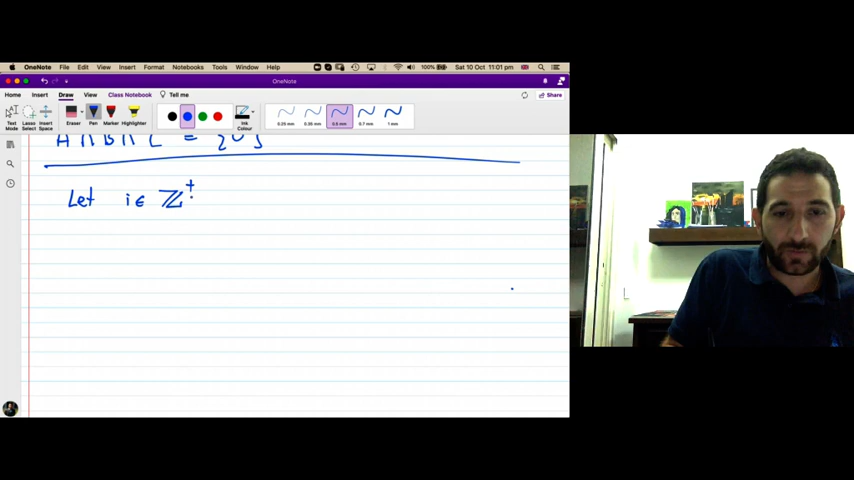 OneNote File Edit View Insert Format Notebooks Tools Window Help 100% Sat 10 Oct 11:01 pm
OneNote
Home Insert Draw View Class Notebook Tell me Share
Text Mode Lasso Select Insert Space Eraser Pen Marker Highlighter Ink Colour 0.25 mm 0.35 mm 0.5 mm 0.7 mm 1 mm
A ∩ B ∩ C = {0}
Let i ∈ ℤ⁺.